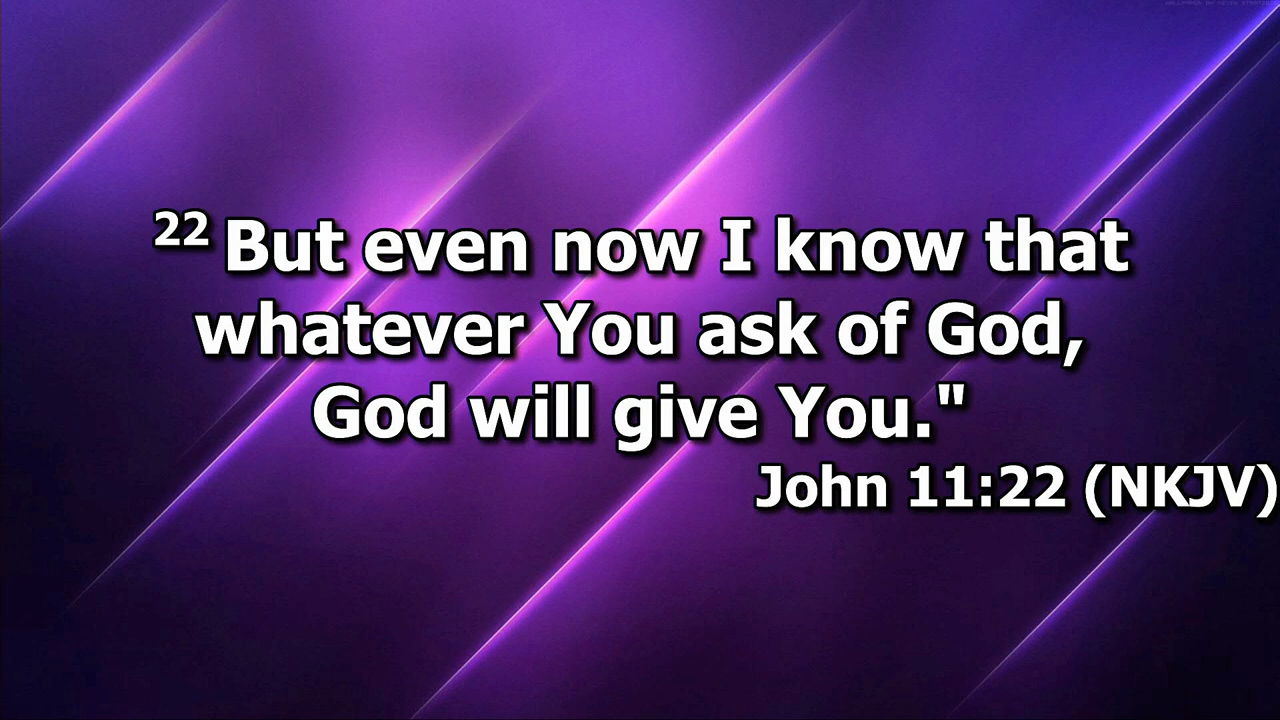 22 But even now I know that
whatever You ask of God,
God will give You."
John 11:22 (NKJV)